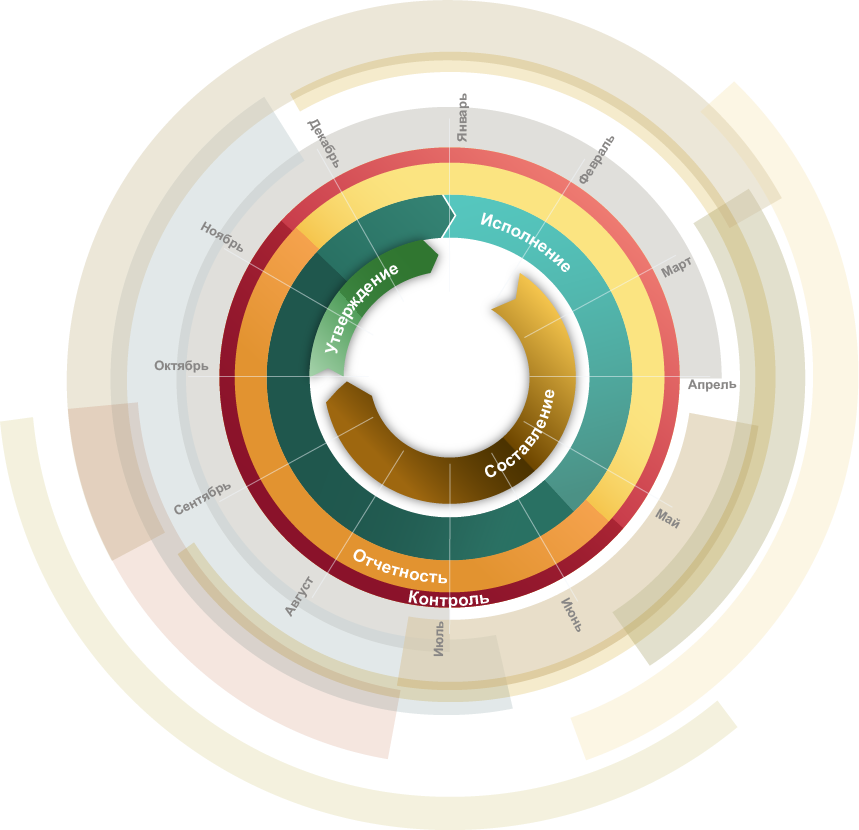 Январь
Февраль
Март
Апрель
Май
Июнь
Июль
Август
Сентябрь
Октябрь
Ноябрь
Декабрь
Исполнение
Утверждение
Составление
Отчетность
Контроль